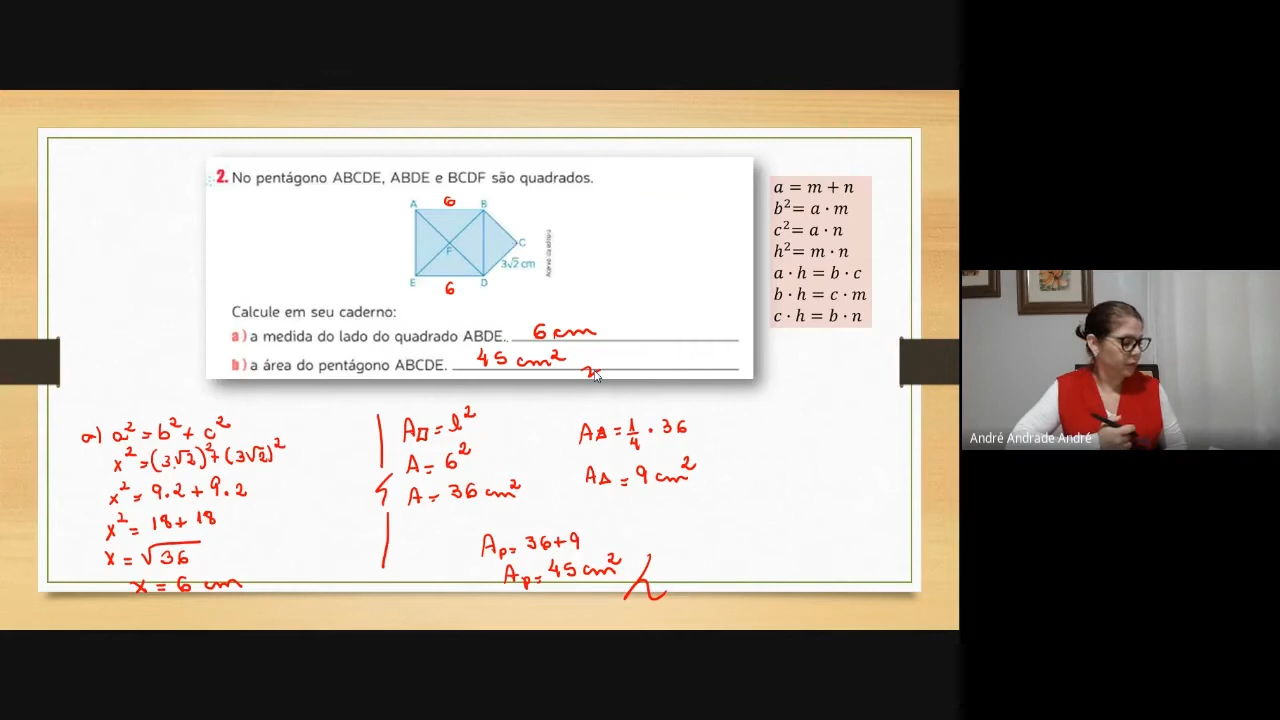 2. No pentágono ABCDE, ABDE e BCDF são quadrados.
6
A B
F C
3√2 cm
E D
6
Acervo da editora
Calcule em seu caderno:
a) a medida do lado do quadrado ABDE. 6 cm
b) a área do pentágono ABCDE. 45 cm²
a = m + n
b² = a · m
c² = a · n
h² = m · n
a · h = b · c
b · h = c · m
c · h = b · n
a) a² = b² + c²
x² = (3.√2)² + (3√2)²
x² = 9.2 + 9.2
x² = 18 + 18
x = √36
x = 6 cm
A□ = l²
A = 6²
A = 36 cm²
A△ = 1/4 . 36
A△ = 9 cm²
Ap = 36 + 9
Ap = 45 cm²
André Andrade André